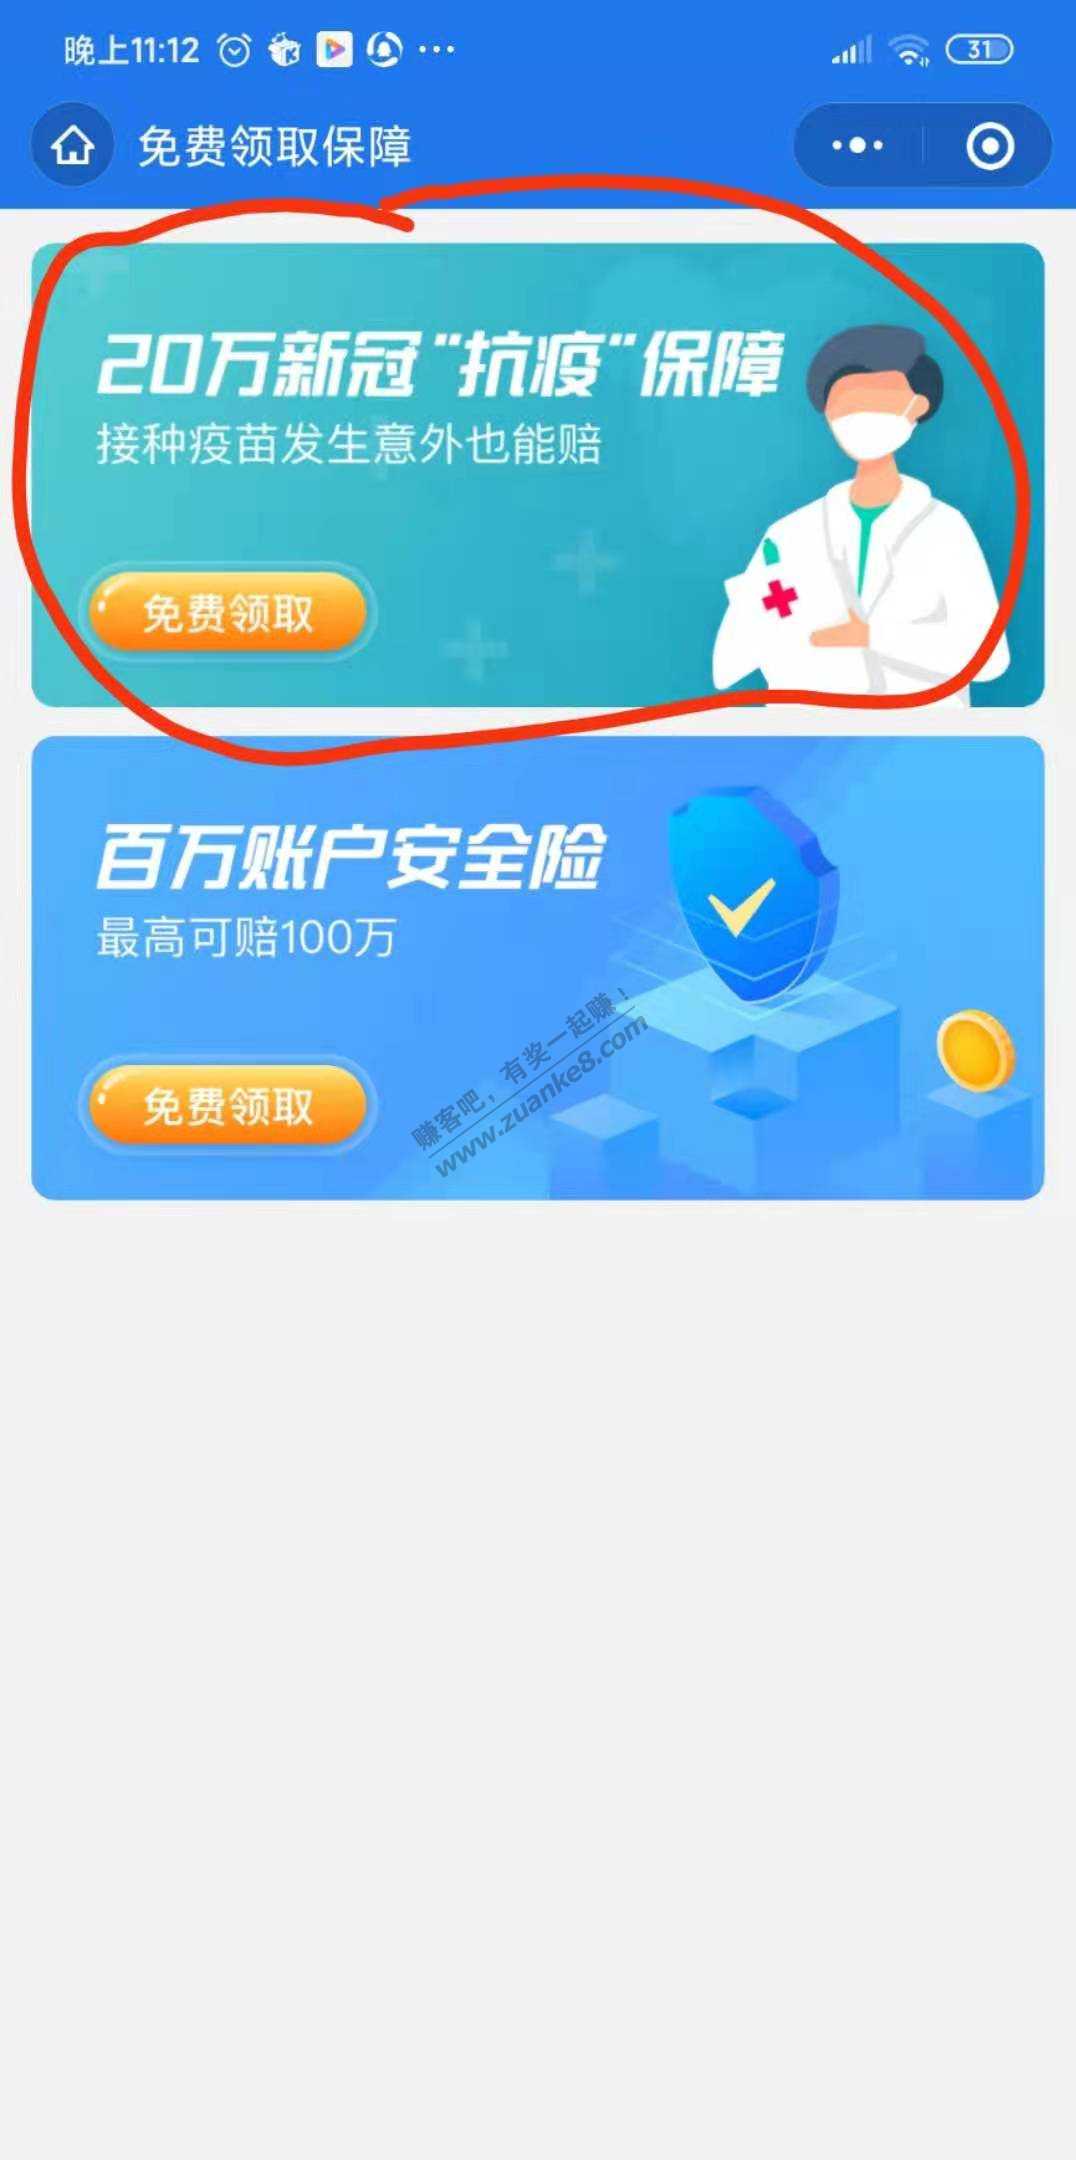 晚上11:12
31
免费领取保障
20万新冠"抗疫"保障
接种疫苗发生意外也能赔
免费领取
百万账户安全险
最高可赔100万
免费领取
赚客吧，有奖一起赚！
www.zuanke8.com